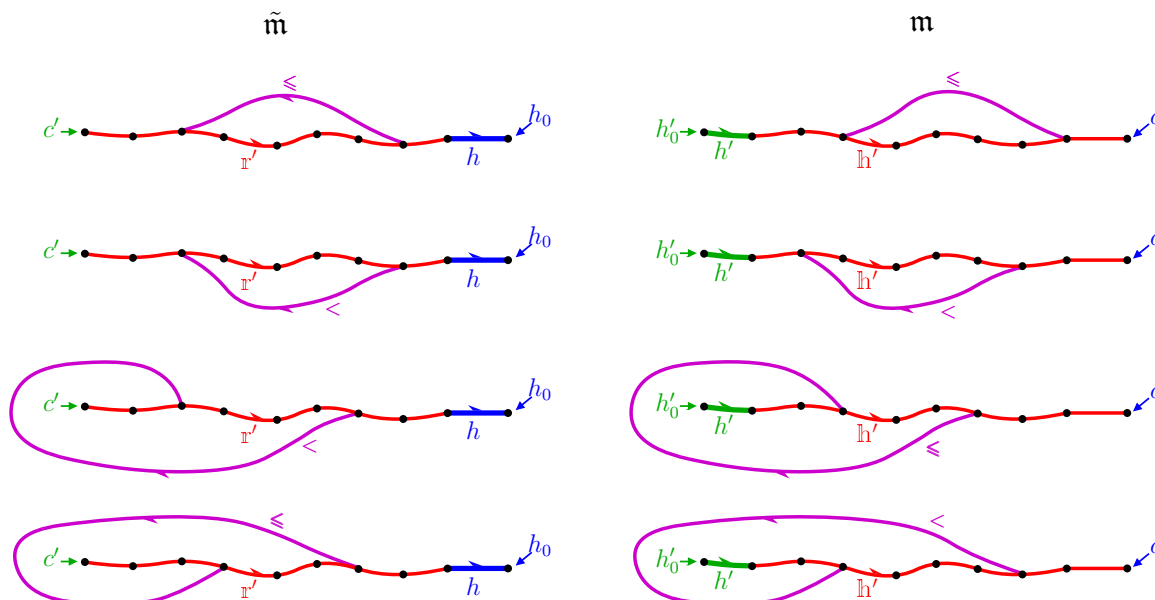 𝔪̃ 𝔪
⩽ ⩽
c′ h₀ h′₀
𝕣′ h h′ 𝕙′
c′ h₀ h′₀
𝕣′ h h′ 𝕙′
< <
c′ h₀ h′₀
𝕣′ h h′ 𝕙′
< ⩽
⩽ <
c′ h₀ h′₀
𝕣′ h h′ 𝕙′